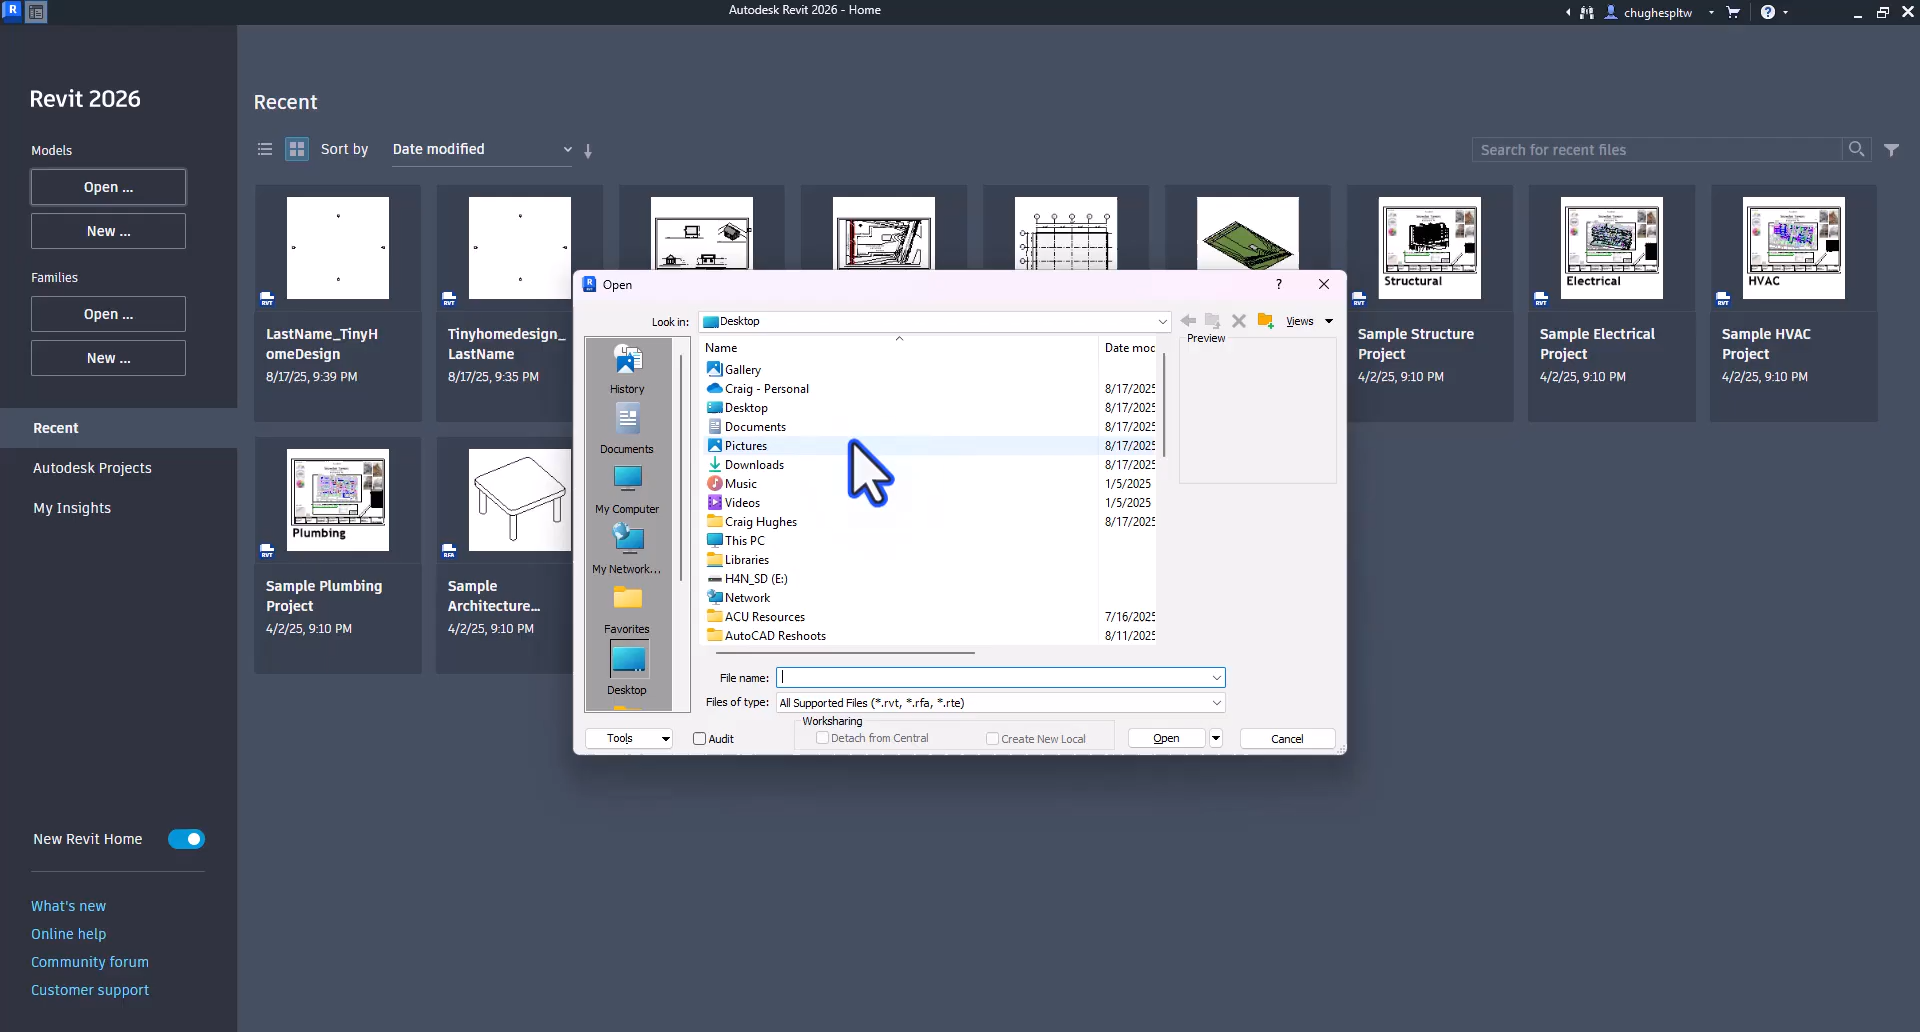 Autodesk Revit 2026 - Home
chughespltw
Revit 2026
Models
Open ...
New ...
Families
Open ...
New ...
Recent
Autodesk Projects
My Insights
New Revit Home
What's new
Online help
Community forum
Customer support
Recent
Sort by
Date modified
Search for recent files
LastName_TinyH
omeDesign
8/17/25, 9:39 PM
Tinyhomedesign_
LastName
8/17/25, 9:35 PM
Structural
Sample Structure
Project
4/2/25, 9:10 PM
Electrical
Sample Electrical
Project
4/2/25, 9:10 PM
HVAC
Sample HVAC
Project
4/2/25, 9:10 PM
Plumbing
Sample Plumbing
Project
4/2/25, 9:10 PM
Sample
Architecture...
4/2/25, 9:10 PM
Open
Look in:
Desktop
Views
Preview
History
Documents
My Computer
My Network...
Favorites
Desktop
Name
Date mod
Gallery
Craig - Personal 8/17/2025
Desktop 8/17/2025
Documents 8/17/2025
Pictures 8/17/2025
Downloads 8/17/2025
Music 1/5/2025
Videos 1/5/2025
Craig Hughes 8/17/2025
This PC
Libraries
H4N_SD (E:)
Network
ACU Resources 7/16/2025
AutoCAD Reshoots 8/11/2025
File name:
Files of type: All Supported Files (*.rvt, *.rfa, *.rte)
Worksharing
Tools
Audit
Detach from Central
Create New Local
Open
Cancel